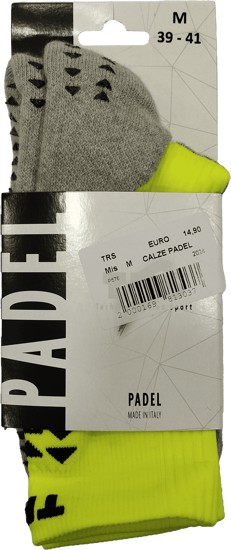 M
39 - 41
PADEL
TRS
EURO
14,90
Mis
M
CALZE PADEL
PADEL
MADE IN ITALY